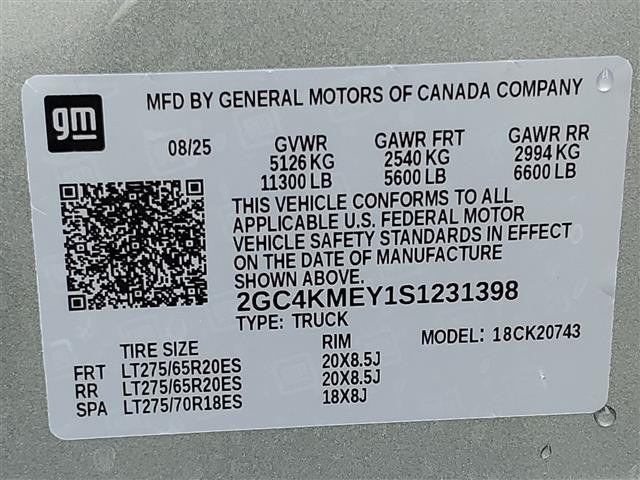 gm
MFD BY GENERAL MOTORS OF CANADA COMPANY
08/25 GVWR GAWR FRT GAWR RR
5126 KG 2540 KG 2994 KG
11300 LB 5600 LB 6600 LB
THIS VEHICLE CONFORMS TO ALL
APPLICABLE U.S. FEDERAL MOTOR
VEHICLE SAFETY STANDARDS IN EFFECT
ON THE DATE OF MANUFACTURE
SHOWN ABOVE.
2GC4KMEY1S1231398
TYPE: TRUCK MODEL: 18CK20743
TIRE SIZE RIM
FRT LT275/65R20ES 20X8.5J
RR LT275/65R20ES 20X8.5J
SPA LT275/70R18ES 18X8J